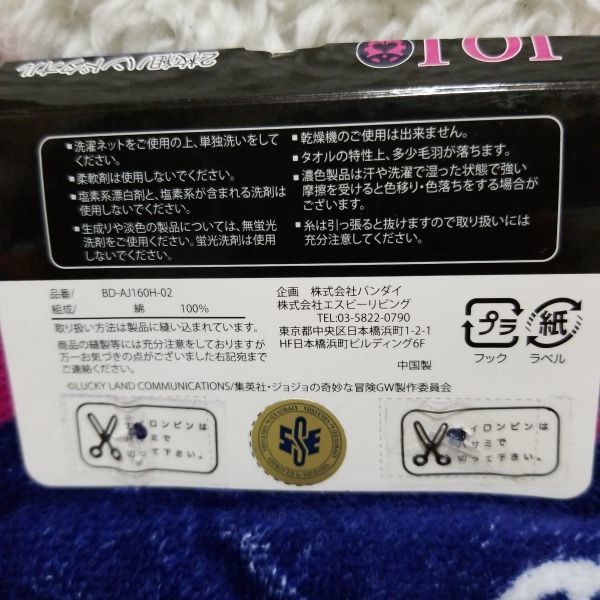 2枚組ハンドタオル
JOJO
■洗濯ネットをご使用の上、単独洗いをして
ください。
■柔軟剤は使用しないでください。
■塩素系漂白剤と、塩素系が含まれる洗剤は
使用しないでください。
■生成りや淡色の製品については、無蛍光
洗剤をご使用ください。蛍光洗剤は使用
しないでください。
■乾燥機のご使用は出来ません。
■タオルの特性上、多少毛羽が落ちます。
■濃色製品は汗や洗濯で湿った状態で強い
摩擦を受けると色移り・色落ちをする場合が
ございます。
■糸は引っ張ると抜けますので取り扱いには
充分注意してください。
品番/ BD-AJ160H-02
組成/ 綿 100%
取り扱い方法は製品に縫い込まれています。
商品の縫製等には充分注意をしておりますが
万一お気づきの点がございましたら右記宛まで
ご連絡ください。
企画 株式会社バンダイ
株式会社エスビーリビング
TEL:03-5822-0790
東京都中央区日本橋浜町1-2-1
HF日本橋浜町ビルディング6F
中国製
プラ
フック
紙
ラベル
©LUCKY LAND COMMUNICATIONS/集英社・ジョジョの奇妙な冒険GW製作委員会
ナイロンピンは
ハサミで
切って下さい。
ナイロンピンは
ハサミで
切って下さい。